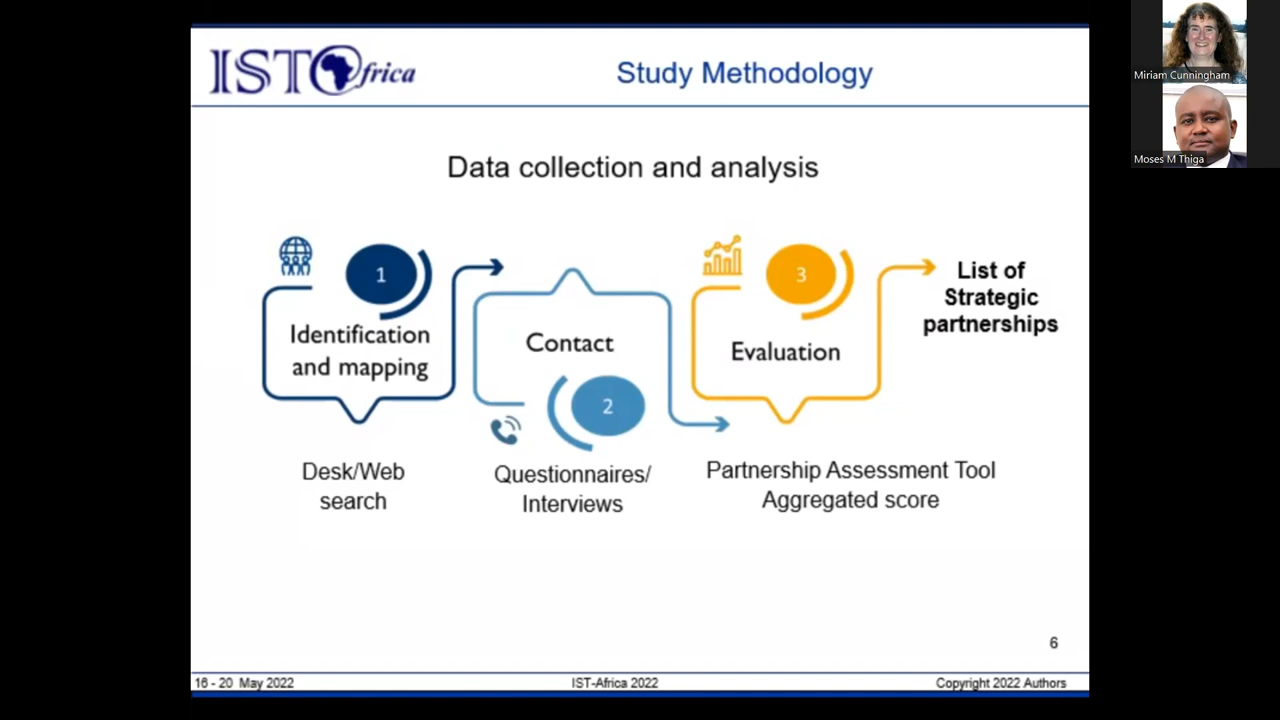 IST Africa
Study Methodology
Miriam Cunningham
Moses M Thiga
Data collection and analysis
1
Identification
and mapping
Desk/Web
search
Contact
2
Questionnaires/
Interviews
3
Evaluation
Partnership Assessment Tool
Aggregated score
List of
Strategic
partnerships
6
16 - 20 May 2022
IST-Africa 2022
Copyright 2022 Authors